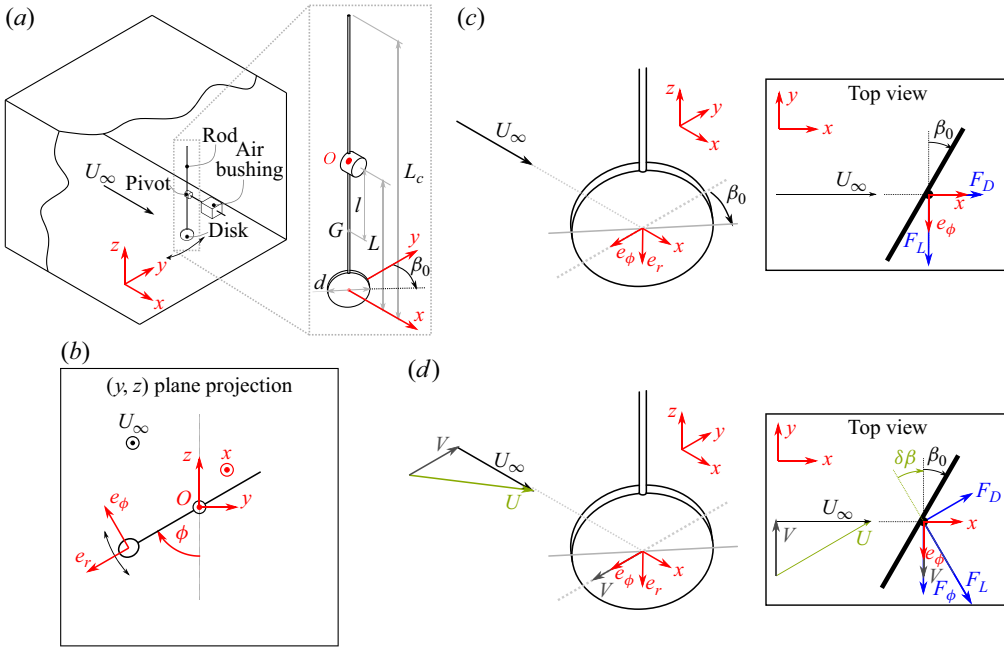 (a)
U∞
Rod
Air
bushing
Pivot
Disk
z
y
x
O
L_c
l
G
L
y
β₀
d
x
(b)
(y, z) plane projection
U∞
z
x
e_ϕ
O
y
ϕ
e_r
(c)
U∞
z
y
x
β₀
e_ϕ
e_r
x
Top view
y
x
β₀
U∞
F_D
x
e_ϕ
F_L
(d)
V
U∞
U
z
y
x
e_ϕ
V
e_r
x
Top view
y
x
δβ
β₀
F_D
U∞
V
U
x
e_ϕ
V
F_ϕ
F_L